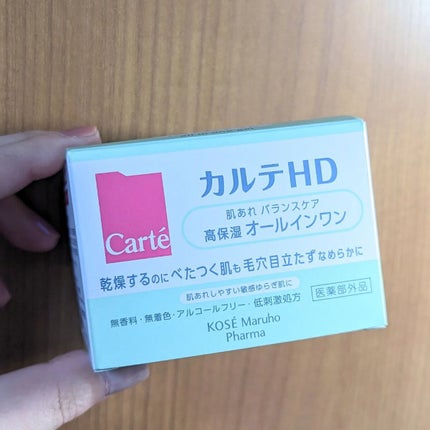 Carté
カルテHD
肌あれ バランスケア
高保湿 オールインワン
乾燥するのにべたつく肌も毛穴目立たずなめらかに
肌あれしやすい敏感ゆらぎ肌に
無香料・無着色・アルコールフリー・低刺激処方
医薬部外品
KOSÉ Maruho
Pharma